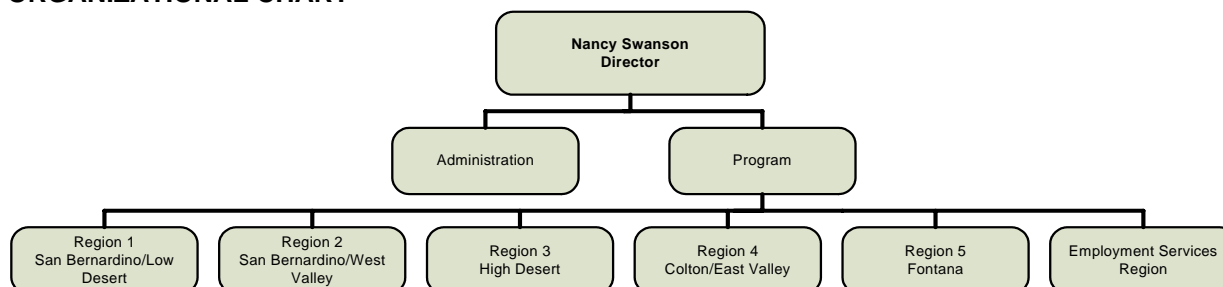 ORGANIZATIONAL CHART
Nancy Swanson
Director
Administration
Program
Region 1
San Bernardino/Low
Desert
Region 2
San Bernardino/West
Valley
Region 3
High Desert
Region 4
Colton/East Valley
Region 5
Fontana
Employment Services
Region